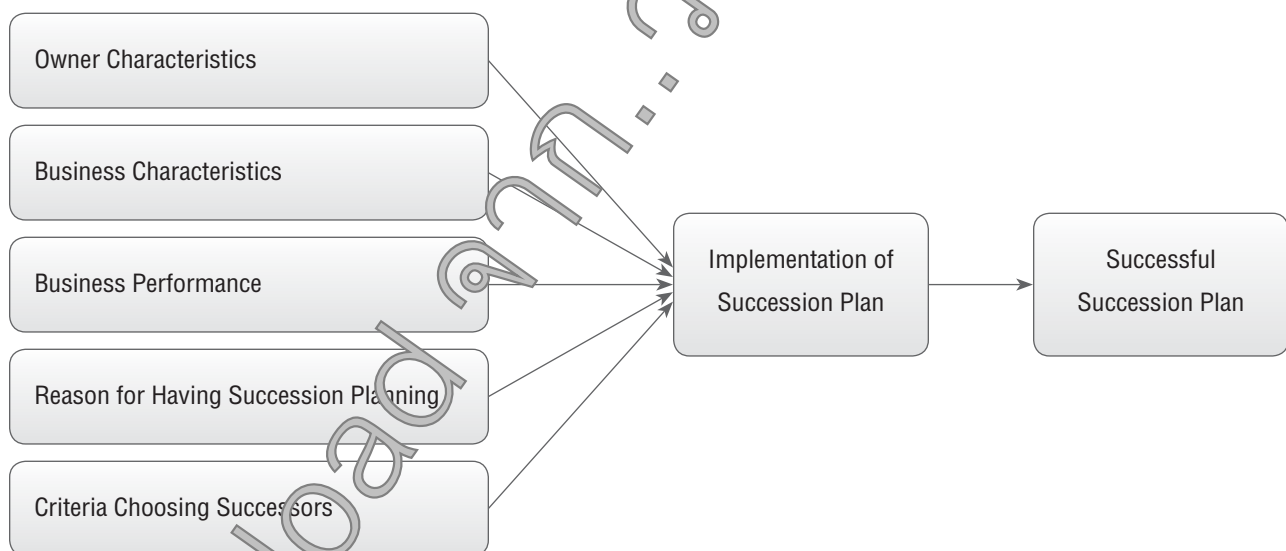 Owner Characteristics
Business Characteristics
Business Performance
Reason for Having Succession Planning
Criteria Choosing Successors
Implementation of
Succession Plan
Successful
Succession Plan